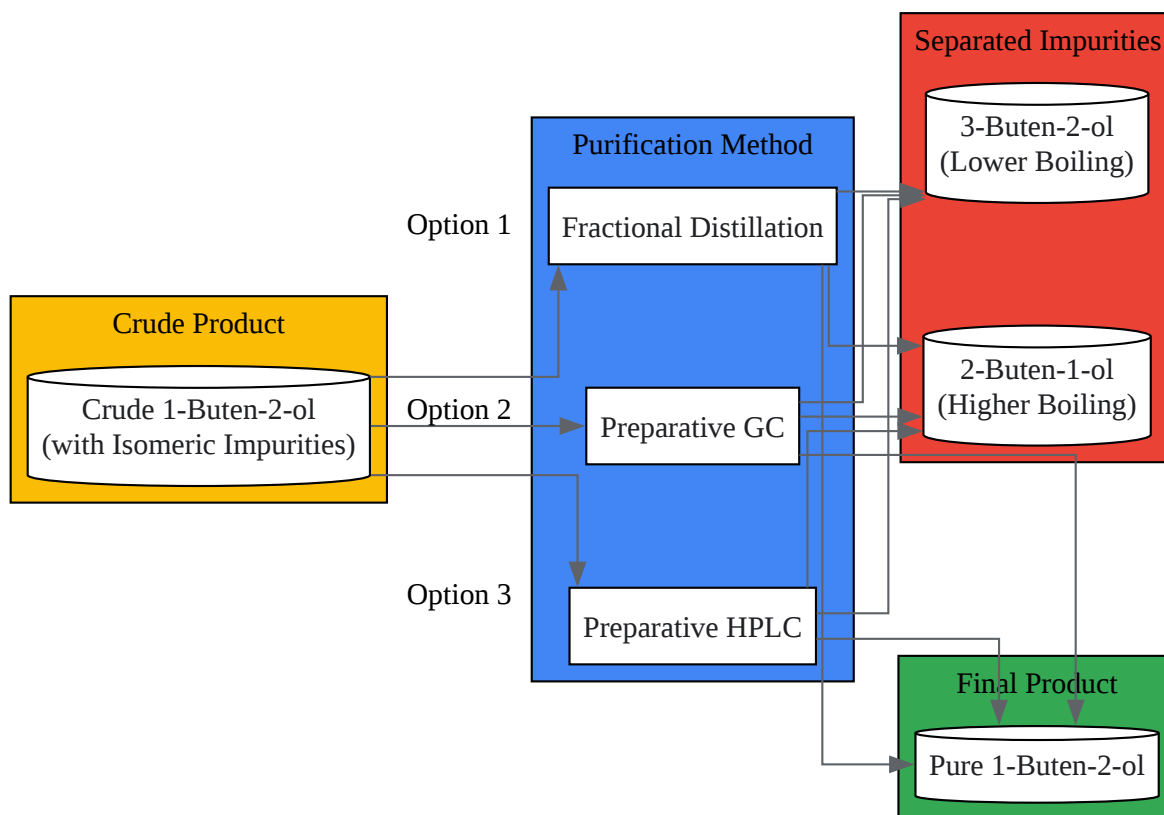 Crude Product
Crude 1-Buten-2-ol
(with Isomeric Impurities)
Option 1
Option 2
Option 3
Purification Method
Fractional Distillation
Preparative GC
Preparative HPLC
Separated Impurities
3-Buten-2-ol
(Lower Boiling)
2-Buten-1-ol
(Higher Boiling)
Final Product
Pure 1-Buten-2-ol